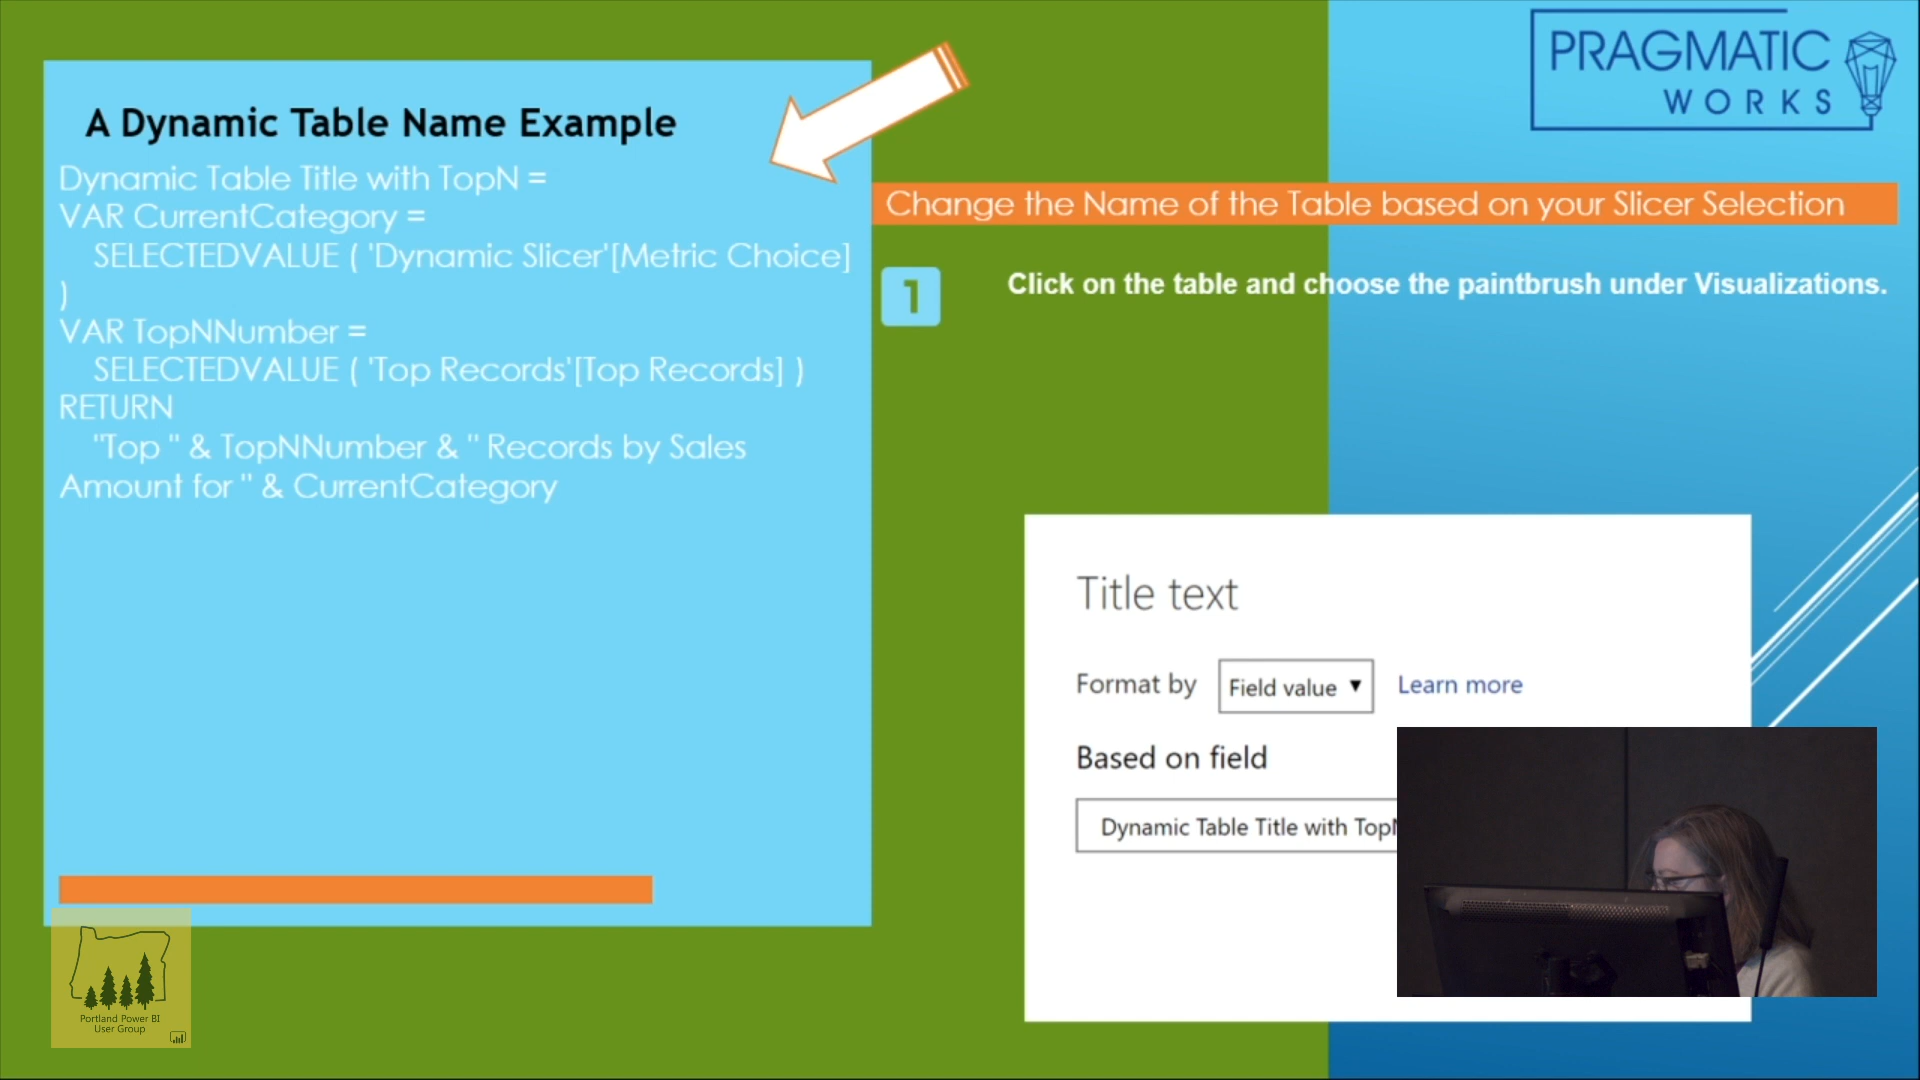 PRAGMATIC
WORKS
A Dynamic Table Name Example
Dynamic Table Title with TopN =
VAR CurrentCategory =
SELECTEDVALUE ( 'Dynamic Slicer'[Metric Choice]
)
VAR TopNNumber =
SELECTEDVALUE ( 'Top Records'[Top Records] )
RETURN
"Top " & TopNNumber & " Records by Sales
Amount for " & CurrentCategory
Change the Name of the Table based on your Slicer Selection
1
Click on the table and choose the paintbrush under Visualizations.
Title text
Format by
Field value
Learn more
Based on field
Dynamic Table Title with TopN
Portland Power BI
User Group